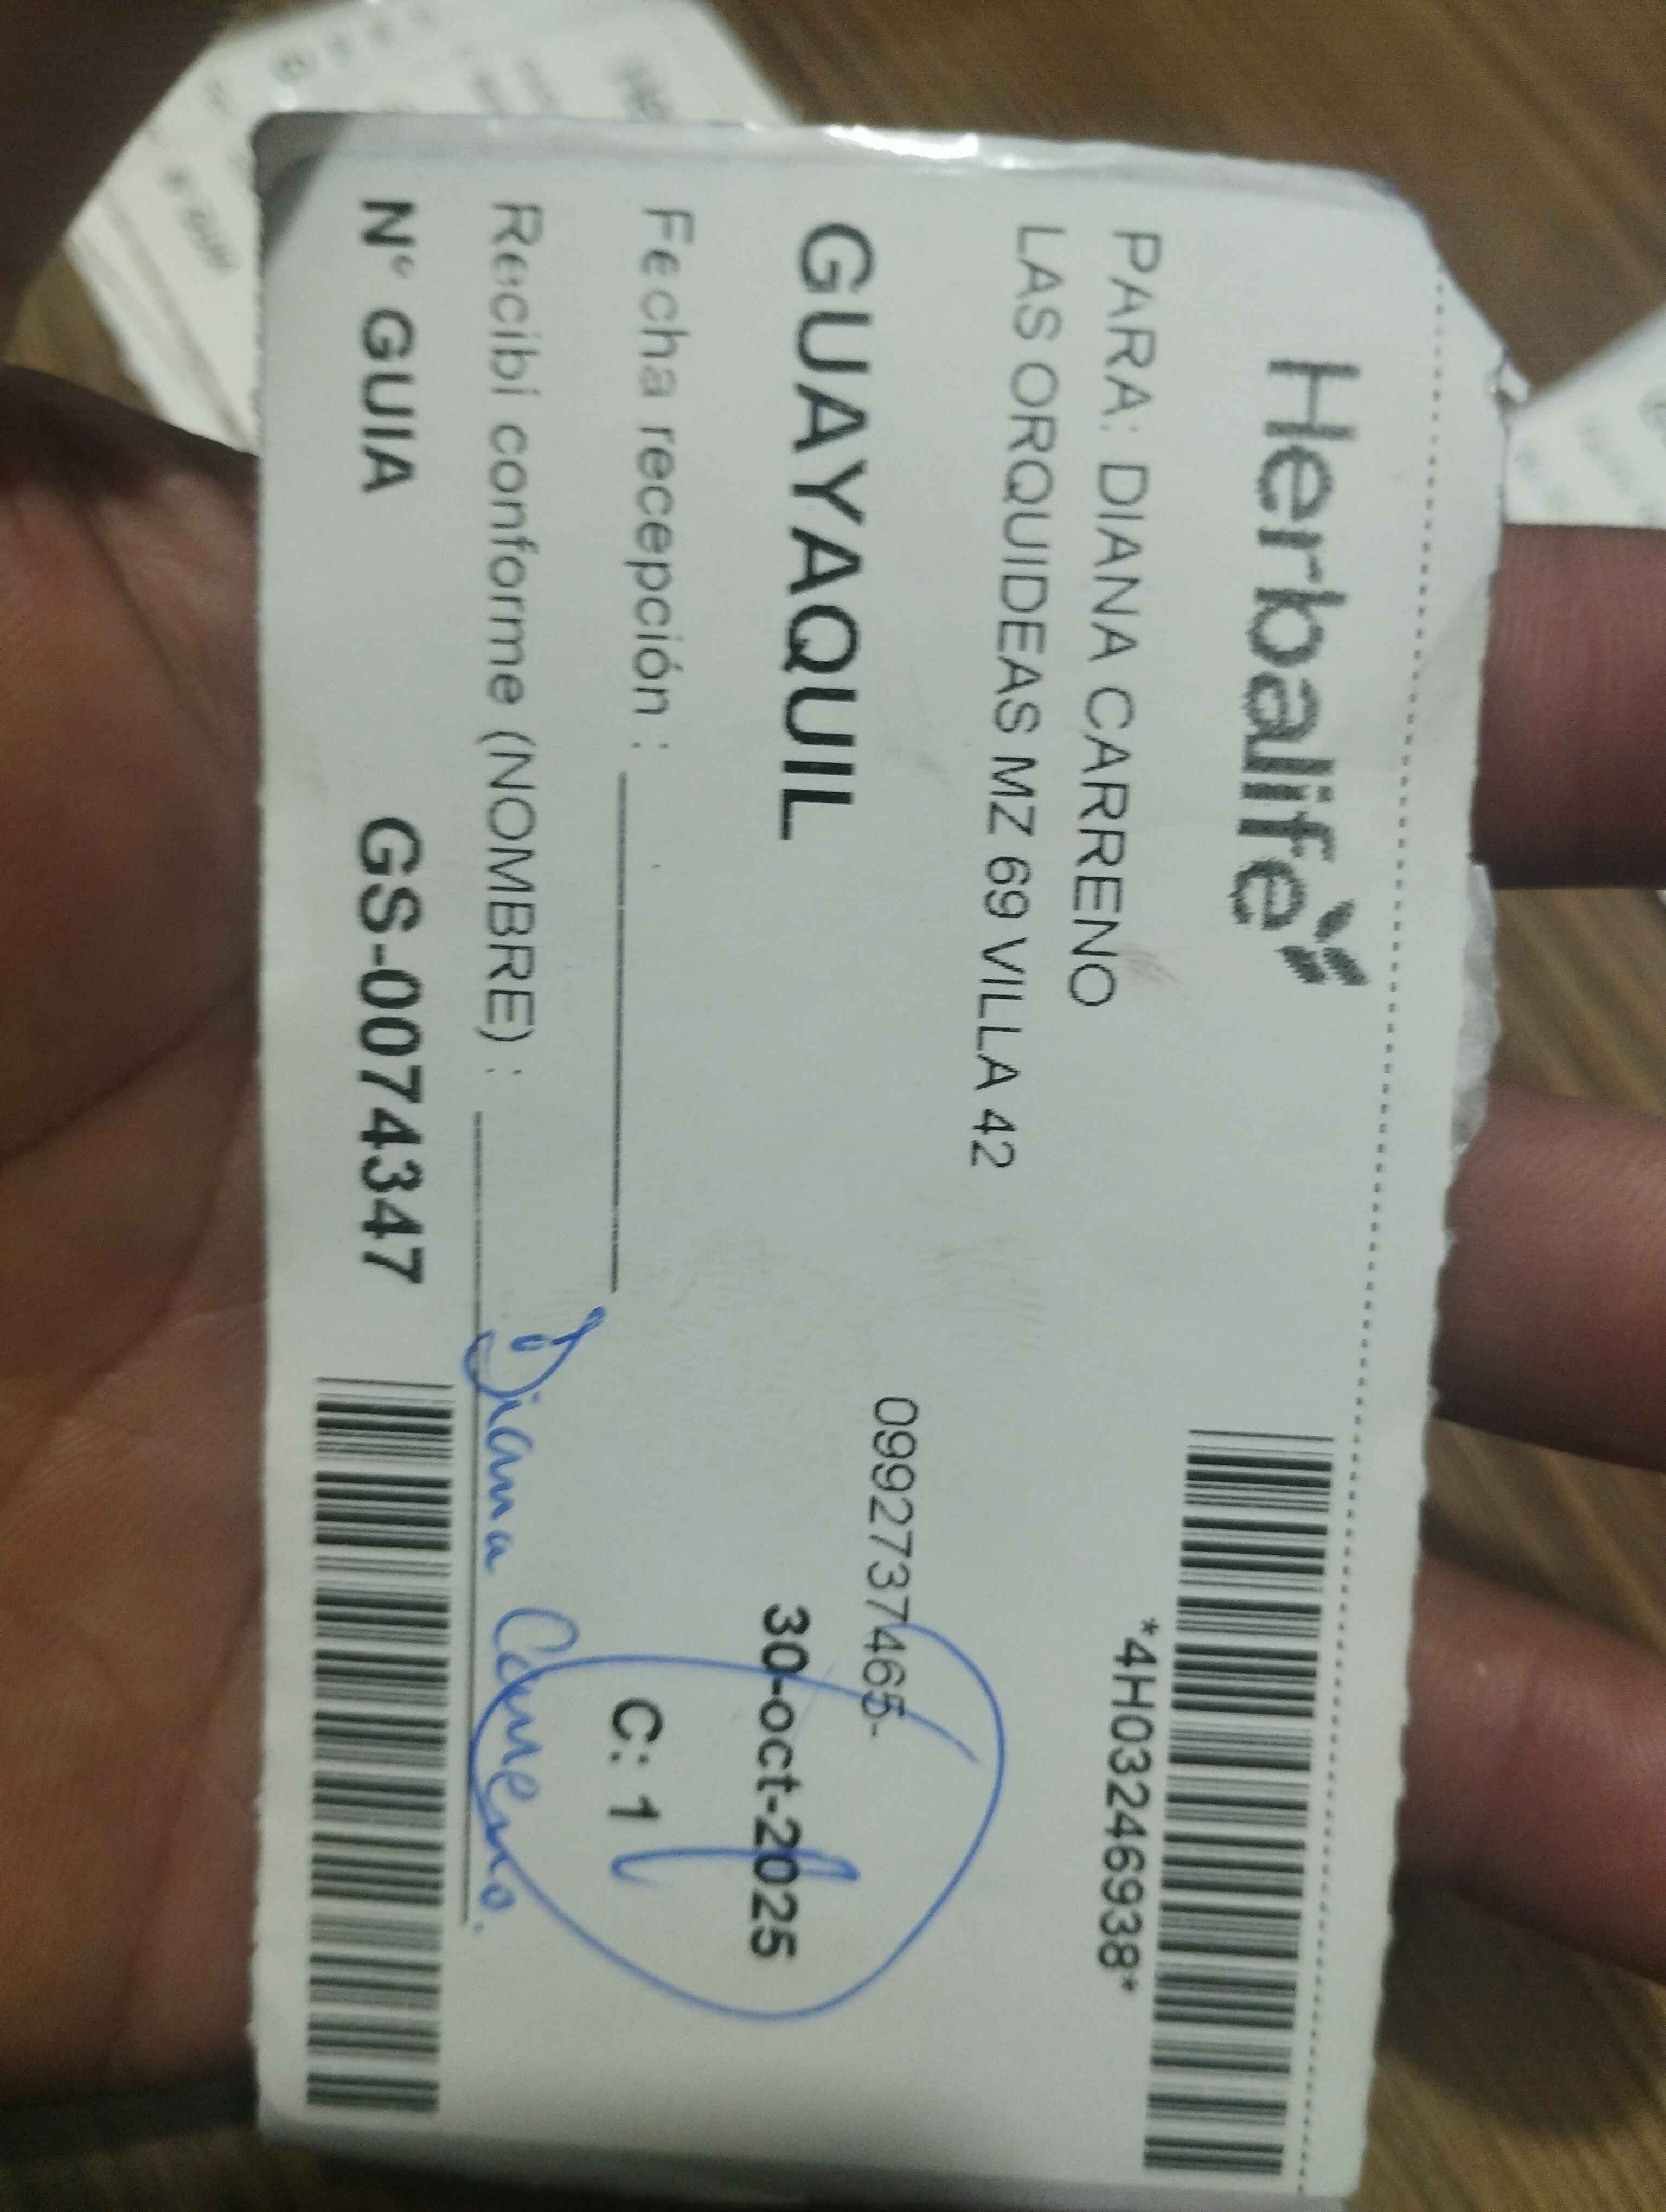 Herbalife
*4H03246938*
PARA: DIANA CARRENO
LAS ORQUIDEAS MZ 69 VILLA 42
0992737465-
GUAYAQUIL
30-oct-2025
Fecha recepción :
C: 1
Recibí conforme (NOMBRE) : Diana Carreno.
N° GUIA GS-0074347